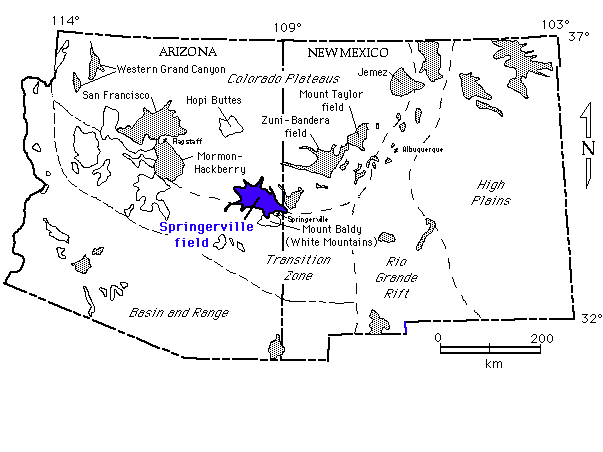 114°
109°
103°
37°
ARIZONA
NEW MEXICO
Western Grand Canyon
Colorado Plateaus
Jemez
San Francisco
Hopi Buttes
Mount Taylor
field
Zuni-Bandera
field
Flagstaff
Albuquerque
N
Mormon-
Hackberry
High
Plains
Springerville
field
Springerville
Mount Baldy
(White Mountains)
Transition
Zone
Rio
Grande
Rift
Basin and Range
32°
0
200
km